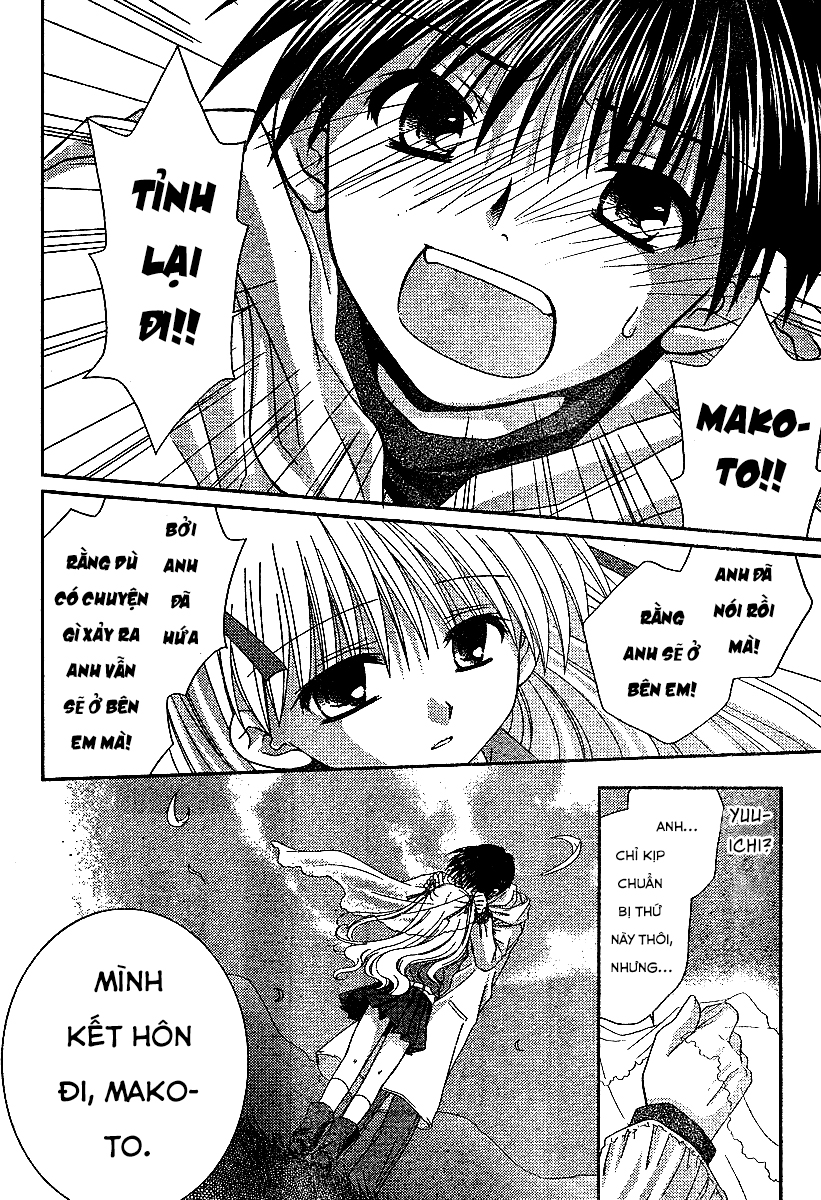 MAKO-
TO!!
TỈNH
LẠI
ĐI!!
ANH ĐÃ
NÓI RỒI
MÀ!
RẰNG
ANH SẼ Ở
BÊN EM!
BỞI
ANH
ĐÃ
HỨA
RẰNG DÙ
CÓ CHUYỆN
GÌ XẢY RA
ANH VẪN
SẼ Ở BÊN
EM MÀ!
YUU-
ICHI?
ANH...
CHỈ KỊP
CHUẨN
BỊ THỨ
NÀY THÔI,
NHƯNG...
MÌNH
KẾT HÔN
ĐI, MAKO-
TO.